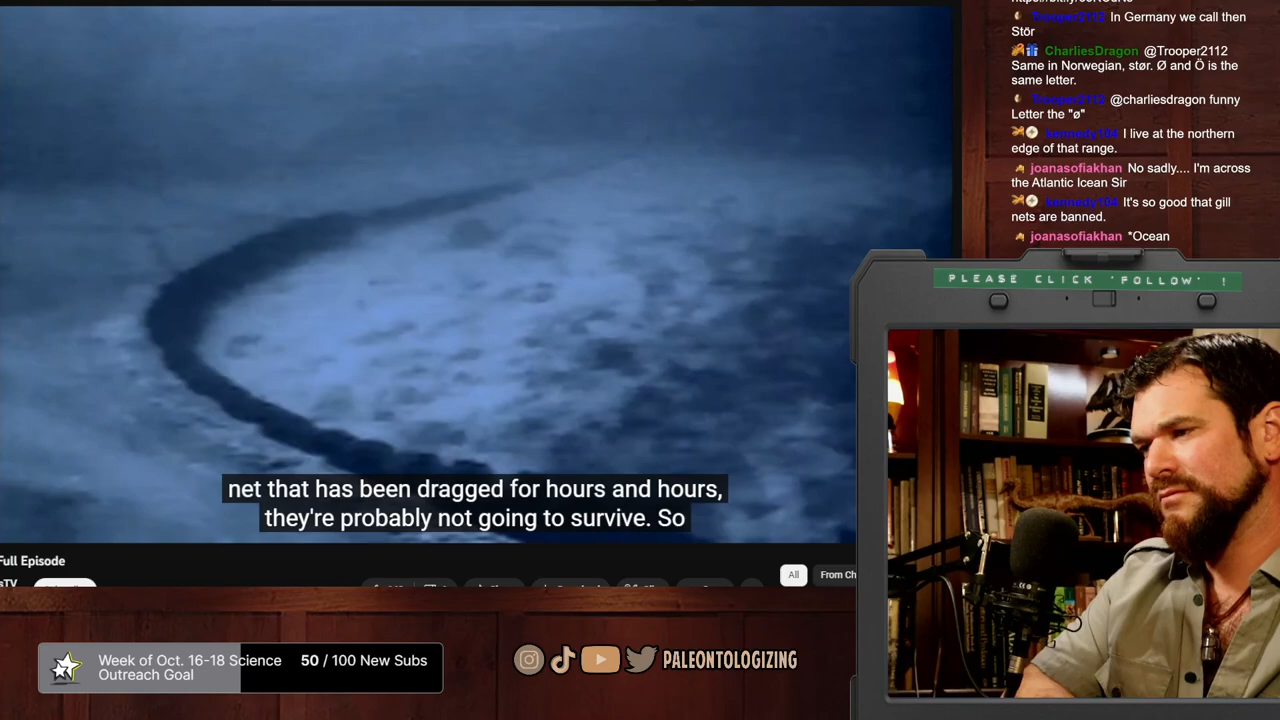 Trooper2112 In Germany we call then
Stör
CharliesDragon @Trooper2112
Same in Norwegian, stør. Ø and Ö is the
same letter.
Trooper2112 @charliesdragon funny
Letter the "ø"
kennedy104 I live at the northern
edge of that range.
joanasofiakhan No sadly.... I'm across
the Atlantic Icean Sir
kennedy104 It's so good that gill
nets are banned.
joanasofiakhan *Ocean
PLEASE CLICK "FOLLOW" !
net that has been dragged for hours and hours,
they're probably not going to survive. So
Full Episode
All From Ch
Week of Oct. 16-18 Science 50 / 100 New Subs
Outreach Goal
PALEONTOLOGIZING